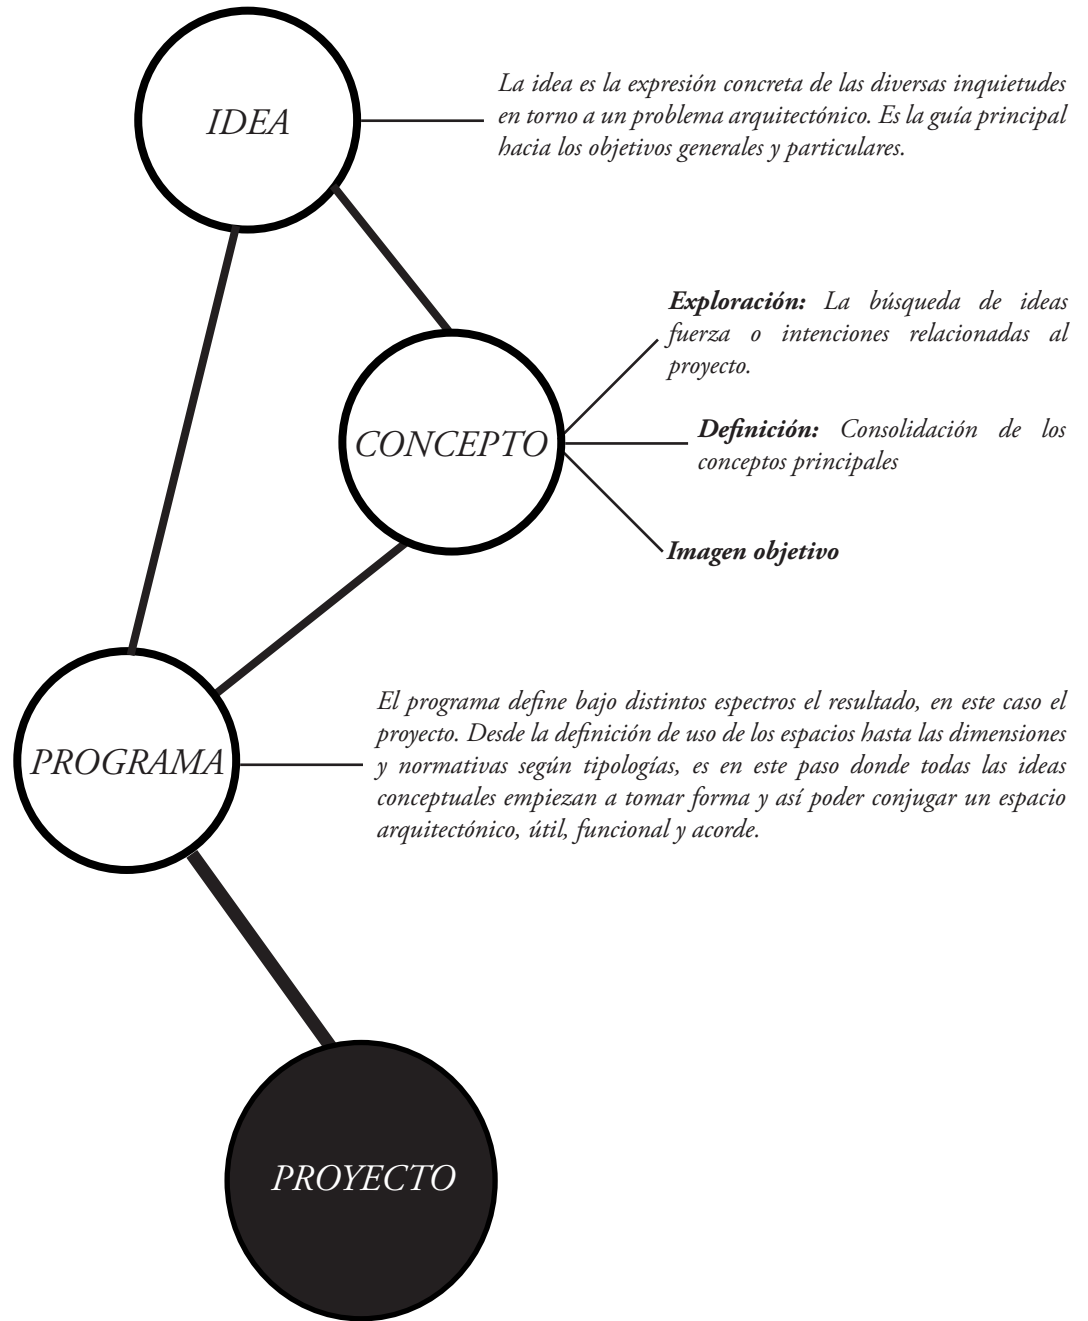 IDEA
La idea es la expresión concreta de las diversas inquietudes
en torno a un problema arquitectónico. Es la guía principal
hacia los objetivos generales y particulares.
CONCEPTO
Exploración: La búsqueda de ideas
fuerza o intenciones relacionadas al
proyecto.
Definición: Consolidación de los
conceptos principales
Imagen objetivo
PROGRAMA
El programa define bajo distintos espectros el resultado, en este caso el
proyecto. Desde la definición de uso de los espacios hasta las dimensiones
y normativas según tipologías, es en este paso donde todas las ideas
conceptuales empiezan a tomar forma y así poder conjugar un espacio
arquitectónico, útil, funcional y acorde.
PROYECTO